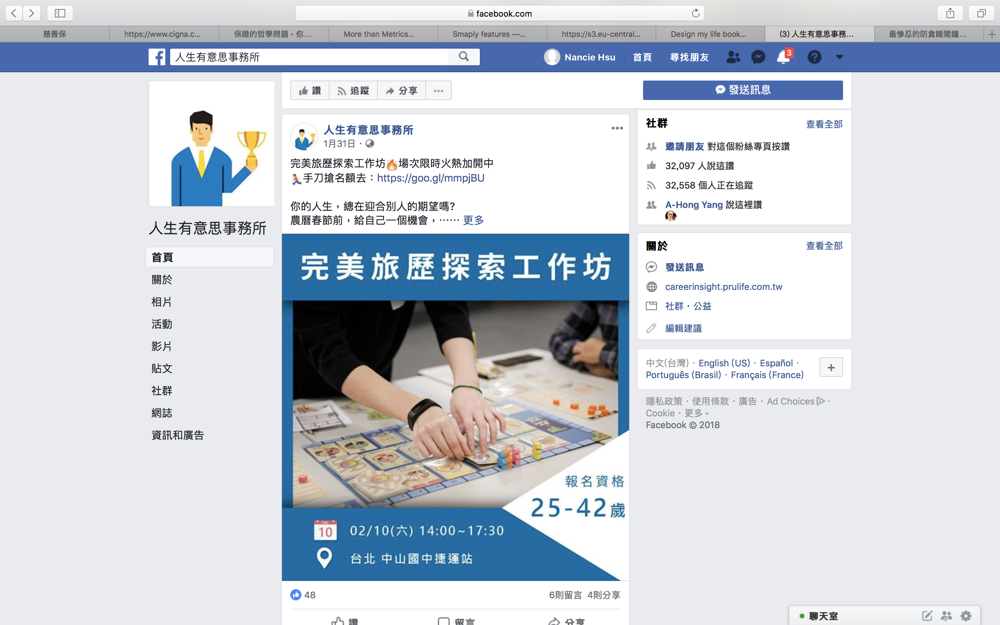 facebook.com
慈善保
https://www.cigna.c...
保險的哲學問題，你...
More than Metrics...
Smaply features —...
https://s3.eu-central...
Design my life book...
(3) 人生有意思事務...
最慘忍的防貪睡鬧鐘...
人生有意思事務所
Nancie Hsu
首頁
尋找朋友
3
讚
追蹤
分享
發送訊息
人生有意思事務所
首頁
關於
相片
活動
影片
貼文
社群
網誌
資訊和廣告
人生有意思事務所
1月31日 ·
完美旅歷探索工作坊🔥場次限時火熱加開中
🏃手刀搶名額去：https://goo.gl/mmpjBU
你的人生，總在迎合別人的期望嗎?
農曆春節前，給自己一個機會，…… 更多
完美旅歷探索工作坊
報名資格
25-42歲
Feb
10
02/10(六) 14:00~17:30
台北 中山國中捷運站
48
6則留言 4則分享
讚
留言
分享
社群
查看全部
邀請朋友 對這個粉絲專頁按讚
32,097 人說這讚
32,558 個人正在追蹤
A-Hong Yang 說這裡讚
關於
查看全部
發送訊息
careerinsight.prulife.com.tw
社群 · 公益
編輯建議
中文(台灣) · English (US) · Español ·
Português (Brasil) · Français (France)
隱私政策 · 使用條款 · 廣告 · Ad Choices ·
Cookie · 更多
Facebook © 2018
聊天室